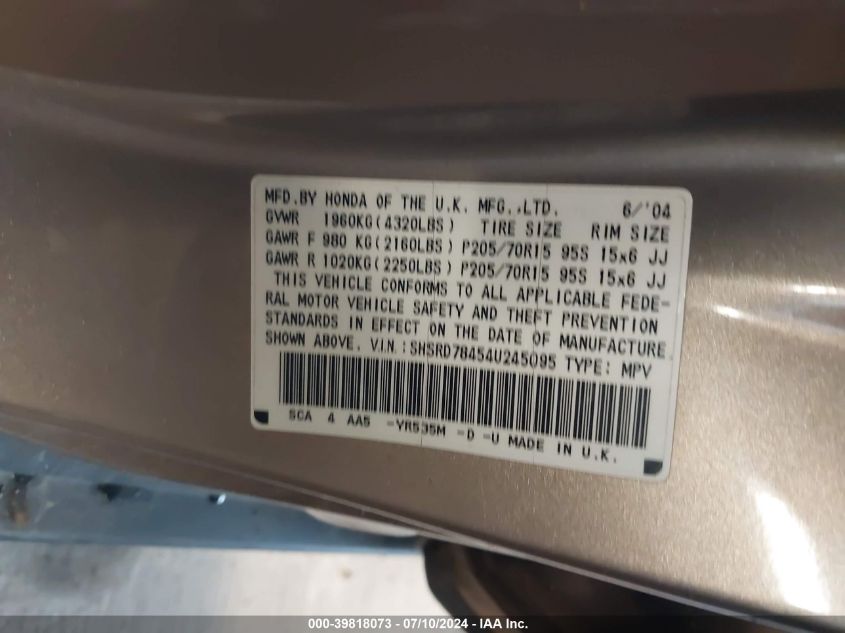 MFD.BY HONDA OF THE U.K. MFG.,LTD. 6/'04
GVWR 1960KG(4320LBS) TIRE SIZE RIM SIZE
GAWR F 980 KG(2160LBS) P205/70R15 95S 15x6 JJ
GAWR R 1020KG(2250LBS) P205/70R15 95S 15x6 JJ
THIS VEHICLE CONFORMS TO ALL APPLICABLE FEDE-
RAL MOTOR VEHICLE SAFETY AND THEFT PREVENTION
STANDARDS IN EFFECT ON THE DATE OF MANUFACTURE
SHOWN ABOVE. V.I.N.:SHSRD78454U245095 TYPE: MPV
SCA 4 AA5 -YR535M -D -U MADE IN U.K.
000-39818073 - 07/10/2024 - IAA Inc.